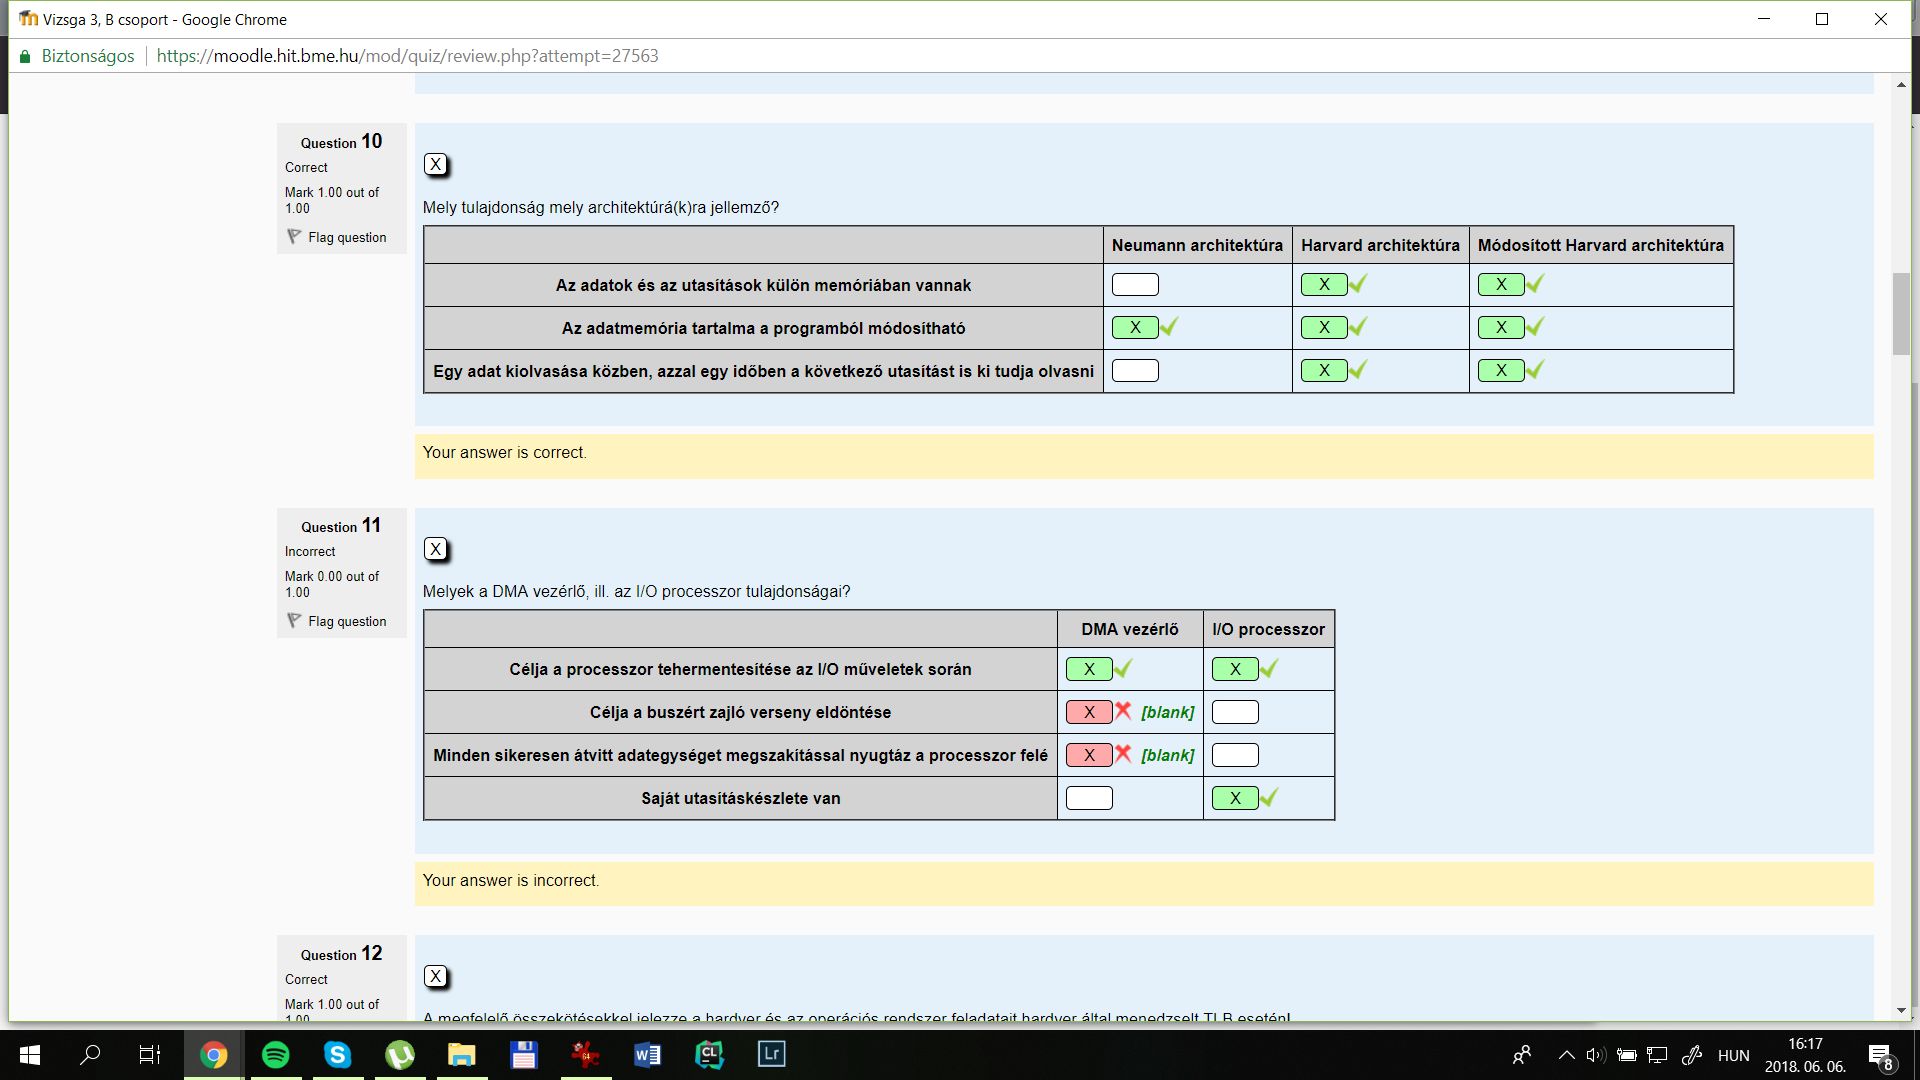 Vizsga 3, B csoport - Google Chrome
Biztonságos https://moodle.hit.bme.hu/mod/quiz/review.php?attempt=27563
Question 10
Correct
Mark 1.00 out of
1.00
Flag question
X
Mely tulajdonság mely architektúrá(k)ra jellemző?
Neumann architektúra Harvard architektúra Módosított Harvard architektúra
Az adatok és az utasítások külön memóriában vannak X X
Az adatmemória tartalma a programból módosítható X X X
Egy adat kiolvasása közben, azzal egy időben a következő utasítást is ki tudja olvasni X X
Your answer is correct.
Question 11
Incorrect
Mark 0.00 out of
1.00
Flag question
X
Melyek a DMA vezérlő, ill. az I/O processzor tulajdonságai?
DMA vezérlő I/O processzor
Célja a processzor tehermentesítése az I/O műveletek során X X
Célja a buszért zajló verseny eldöntése X [blank]
Minden sikeresen átvitt adategységet megszakítással nyugtáz a processzor felé X [blank]
Saját utasításkészlete van X
Your answer is incorrect.
Question 12
Correct
Mark 1.00 out of
1.00
X
A megfelelő összekötésekkel jelezze a hardver és az operációs rendszer feladatait hardver által menedzselt TLB esetén!
64
W
CL
Lr
HUN
16:17
2018. 06. 06.
8